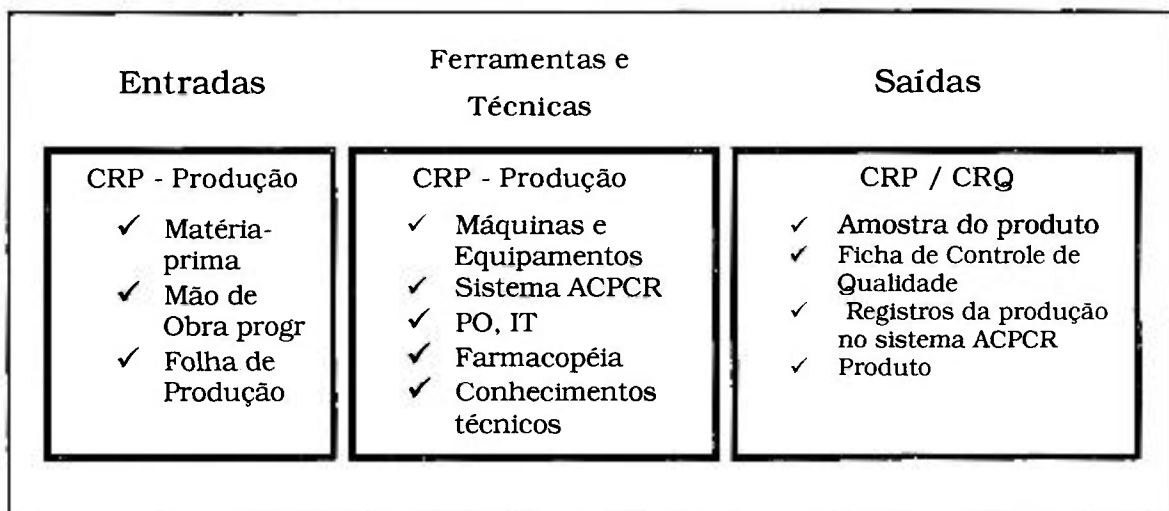 Entradas
CRP - Produção
✓ Matéria-
prima
✓ Mão de
Obra progr
✓ Folha de
Produção
Ferramentas e
Técnicas
CRP - Produção
✓ Máquinas e
Equipamentos
✓ Sistema ACPCR
✓ PO, IT
✓ Farmacopéia
✓ Conhecimentos
técnicos
Saídas
CRP / CRQ
✓ Amostra do produto
✓ Ficha de Controle de
Qualidade
✓ Registros da produção
no sistema ACPCR
✓ Produto